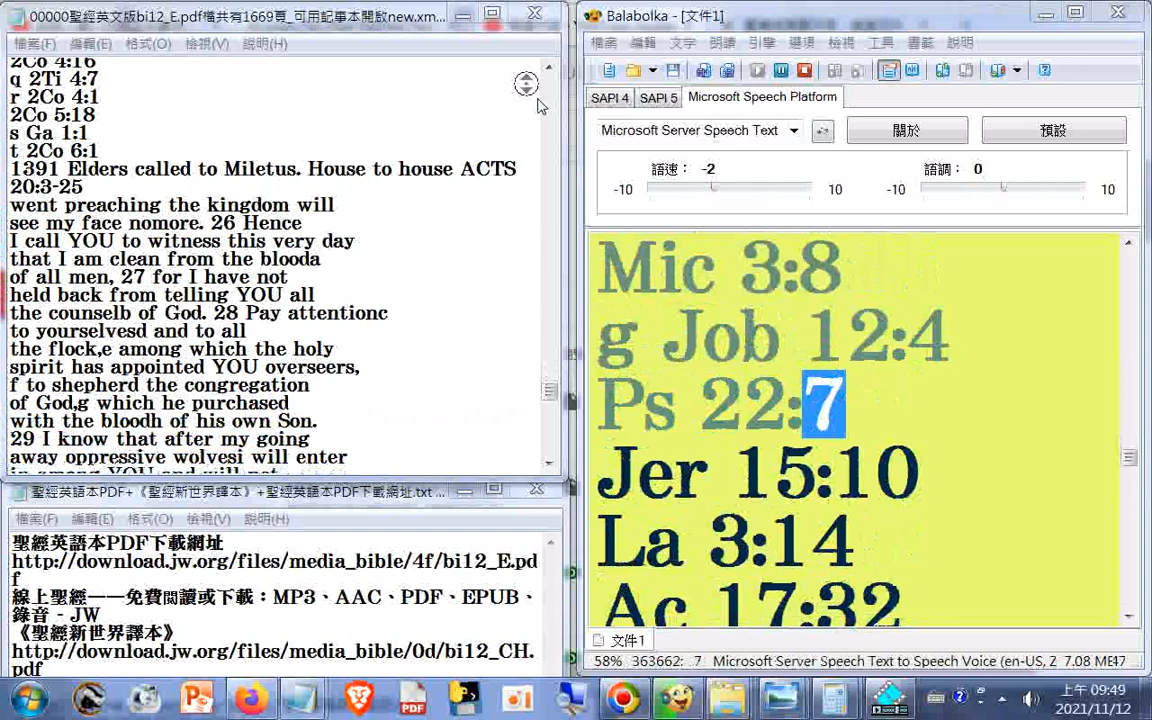 00000聖經英文版bi12_E.pdf檔共有1669頁_可用記事本開啟new.xm...
檔案(F) 編輯(E) 格式(O) 檢視(V) 說明(H)
2Co 4:16
q 2Ti 4:7
r 2Co 4:1
2Co 5:18
s Ga 1:1
t 2Co 6:1
1391 Elders called to Miletus. House to house ACTS
20:3-25
went preaching the kingdom will
see my face nomore. 26 Hence
I call YOU to witness this very day
that I am clean from the blooda
of all men, 27 for I have not
held back from telling YOU all
the counselb of God. 28 Pay attentionc
to yourselvesd and to all
the flock,e among which the holy
spirit has appointed YOU overseers,
f to shepherd the congregation
of God,g which he purchased
with the bloodh of his own Son.
29 I know that after my going
away oppressive wolvesi will enter
in among YOU and will not
聖經英語本PDF+《聖經新世界譯本》+聖經英語本PDF下載網址.txt ...
檔案(F) 編輯(E) 格式(O) 檢視(V) 說明(H)
聖經英語本PDF下載網址
http://download.jw.org/files/media_bible/4f/bi12_E.pd
f
線上聖經——免費閱讀或下載：MP3、AAC、PDF、EPUB、
錄音 - JW
《聖經新世界譯本》
http://download.jw.org/files/media_bible/0d/bi12_CH.
pdf
Balabolka - [文件1]
檔案 編輯 文字 朗讀 引擎 選項 檢視 工具 書籤 說明
SAPI 4 SAPI 5 Microsoft Speech Platform
Microsoft Server Speech Text 關於 預設
語速： -2 語調： 0
-10 10 -10 10
Mic 3:8
g Job 12:4
Ps 22:7
Jer 15:10
La 3:14
Ac 17:32
文件1
58% 363662: 7 Microsoft Server Speech Text to Speech Voice (en-US, Z 7.08 ME47
上午 09:49
2021/11/12